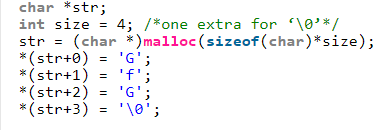 char *str;
int size = 4; /*one extra for ‘\0’*/
str = (char *)malloc(sizeof(char)*size);
*(str+0) = 'G';
*(str+1) = 'f';
*(str+2) = 'G';
*(str+3) = '\0';